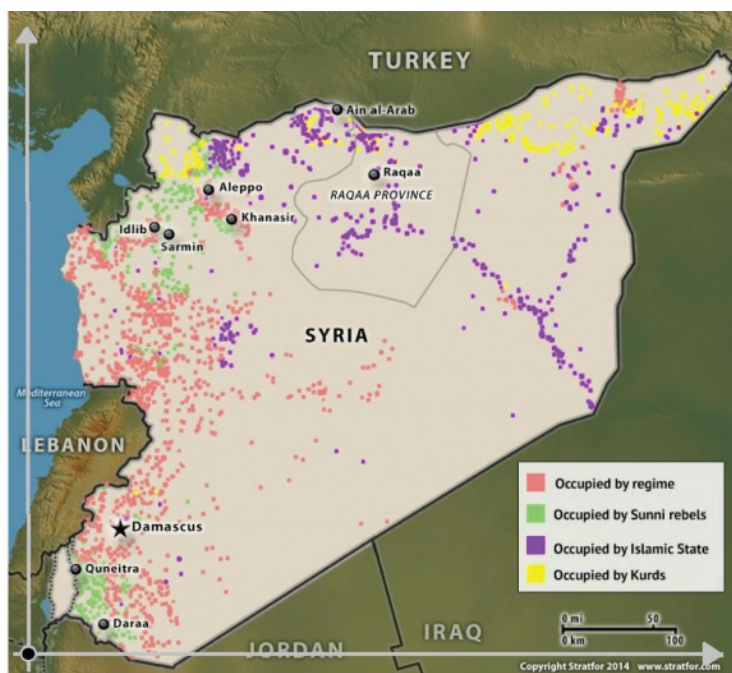 TURKEY
Ain al-Arab
Raqaa
RAQAA PROVINCE
Aleppo
Khanasir
Idlib
Sarmin
SYRIA
Mediterranean
Sea
LEBANON
Damascus
Quneitra
Daraa
JORDAN
IRAQ
Occupied by regime
Occupied by Sunni rebels
Occupied by Islamic State
Occupied by Kurds
0 mi 50
0 km 100
Copyright Stratfor 2014 www.stratfor.com